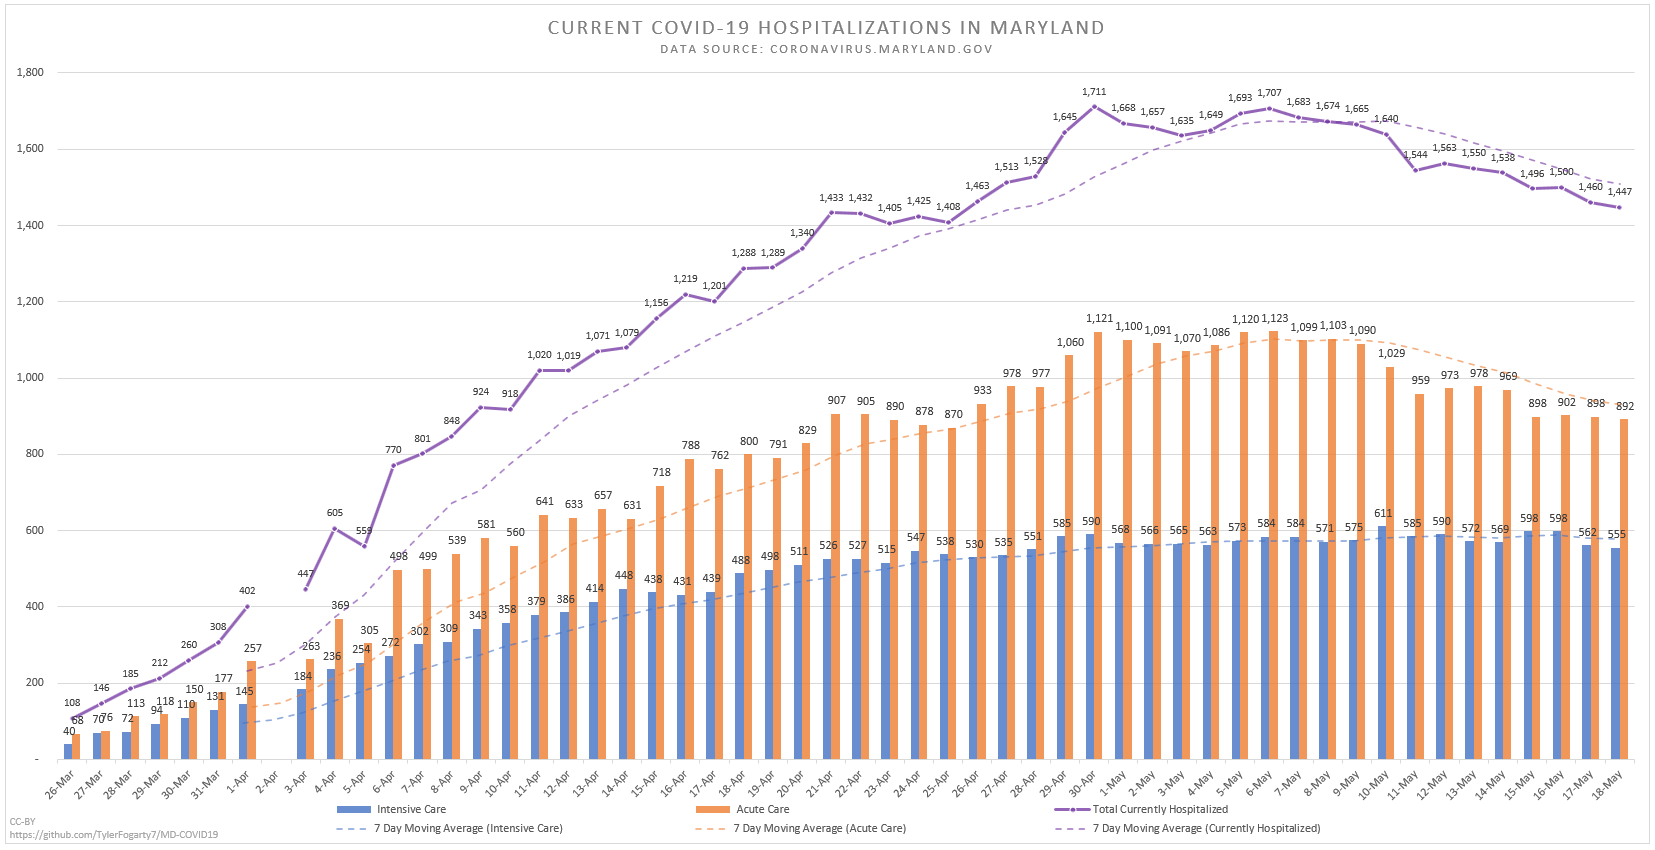 CURRENT COVID-19 HOSPITALIZATIONS IN MARYLAND
DATA SOURCE: CORONAVIRUS.MARYLAND.GOV
1,800
1,600
1,400
1,200
1,000
800
600
400
200
-
108 146 185 212 260 308 402 447 605 559 770 801 848 924 918 1,020 1,019 1,071 1,079 1,156 1,219 1,201 1,288 1,289 1,340 1,433 1,432 1,405 1,425 1,408 1,463 1,513 1,528 1,645 1,711 1,668 1,657 1,635 1,649 1,693 1,707 1,683 1,674 1,665 1,640 1,544 1,563 1,550 1,538 1,496 1,500 1,460 1,447
68 76 113 118 150 177 257 263 369 305 498 499 539 581 560 641 633 657 631 718 788 762 800 791 829 907 905 890 878 870 933 978 977 1,060 1,121 1,100 1,091 1,070 1,086 1,120 1,123 1,099 1,103 1,090 1,029 959 973 978 969 898 902 898 892
40 70 72 94 110 131 145 184 236 254 272 302 309 343 358 379 386 414 448 438 431 439 488 498 511 526 527 515 547 538 530 535 551 585 590 568 566 565 563 573 584 584 571 575 611 585 590 572 569 598 598 562 555
26-Mar 27-Mar 28-Mar 29-Mar 30-Mar 31-Mar 1-Apr 2-Apr 3-Apr 4-Apr 5-Apr 6-Apr 7-Apr 8-Apr 9-Apr 10-Apr 11-Apr 12-Apr 13-Apr 14-Apr 15-Apr 16-Apr 17-Apr 18-Apr 19-Apr 20-Apr 21-Apr 22-Apr 23-Apr 24-Apr 25-Apr 26-Apr 27-Apr 28-Apr 29-Apr 30-Apr 1-May 2-May 3-May 4-May 5-May 6-May 7-May 8-May 9-May 10-May 11-May 12-May 13-May 14-May 15-May 16-May 17-May 18-May
Intensive Care Acute Care Total Currently Hospitalized
7 Day Moving Average (Intensive Care) 7 Day Moving Average (Acute Care) 7 Day Moving Average (Currently Hospitalized)
CC-BY
https://github.com/TylerFogarty7/MD-COVID19